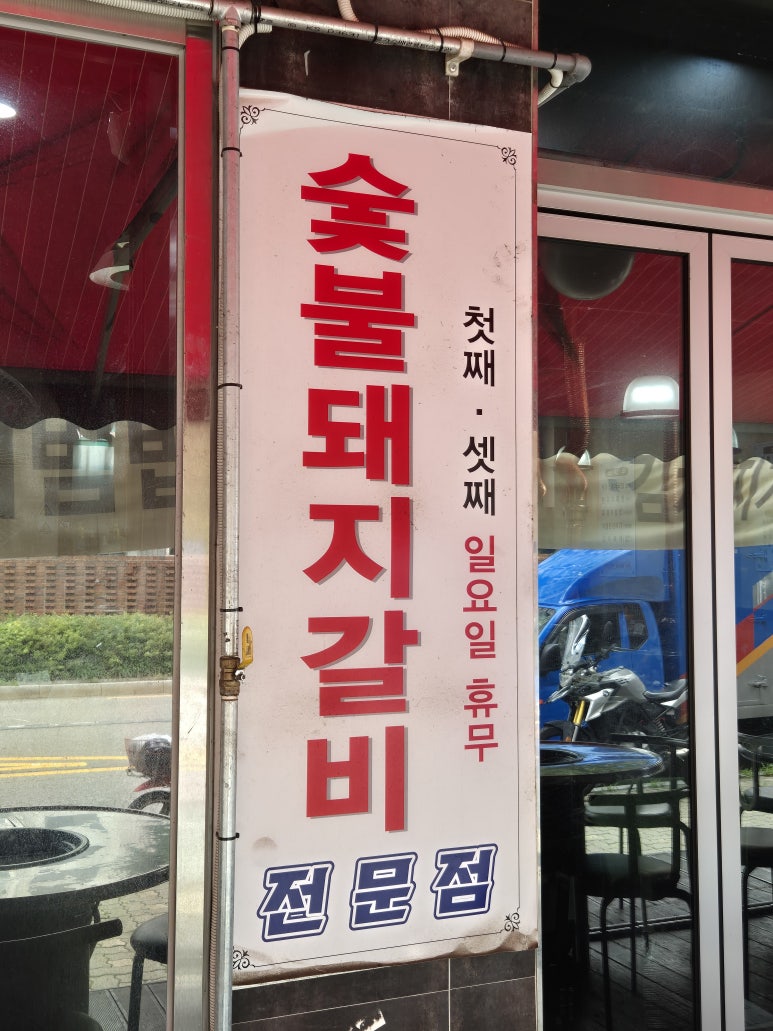 숯불돼지갈비
첫째 · 셋째 일요일 휴무
전문점